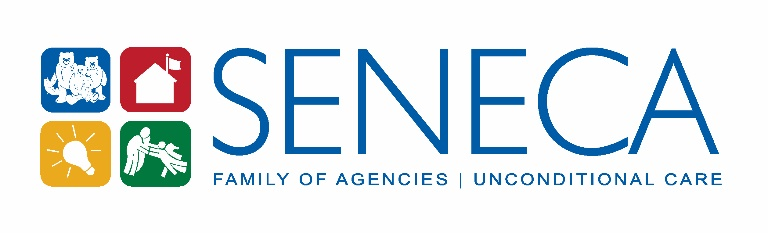 SENECA
FAMILY OF AGENCIES | UNCONDITIONAL CARE